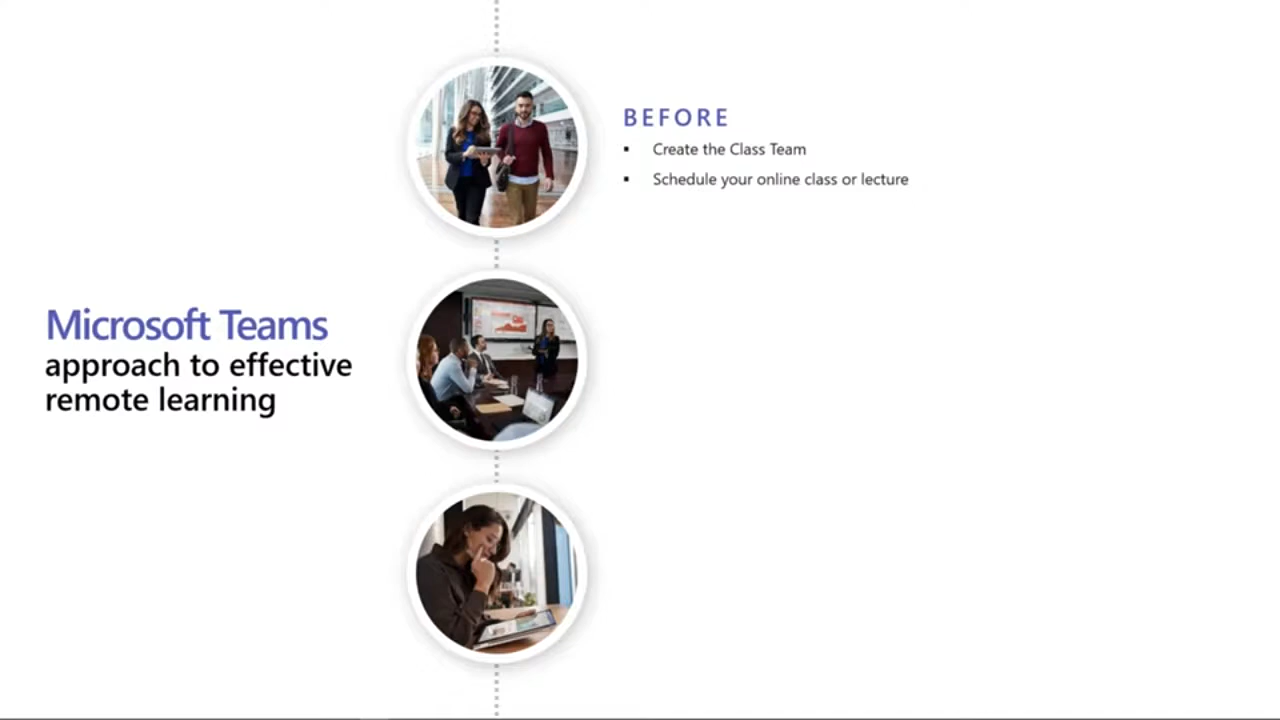 Microsoft Teams
approach to effective
remote learning
BEFORE
▪ Create the Class Team
▪ Schedule your online class or lecture